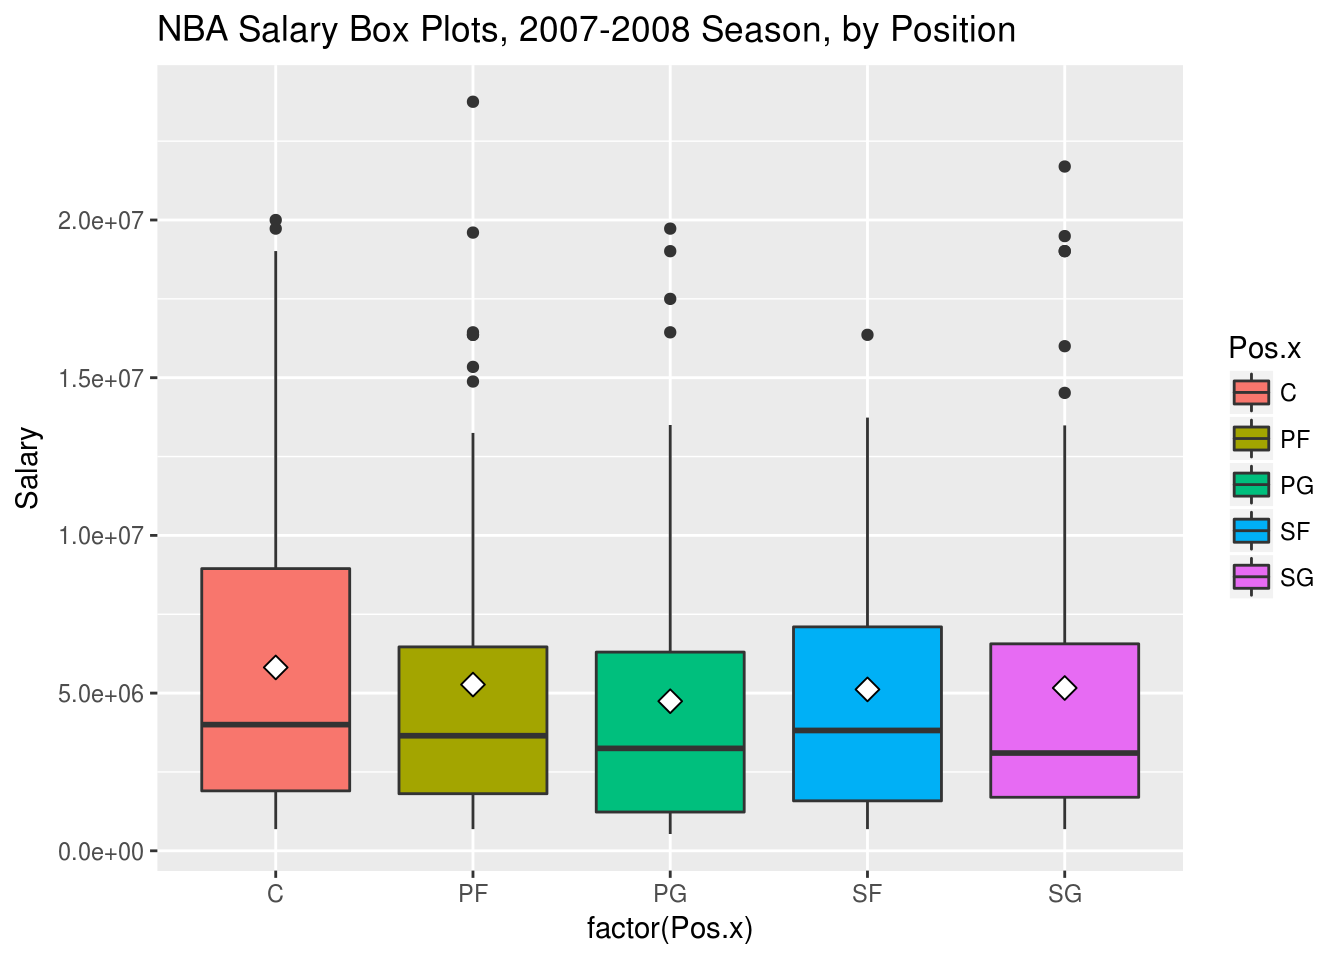 NBA Salary Box Plots, 2007-2008 Season, by Position
Salary
2.0e+07
1.5e+07
1.0e+07
5.0e+06
0.0e+00
C
PF
PG
SF
SG
factor(Pos.x)
Pos.x
C
PF
PG
SF
SG